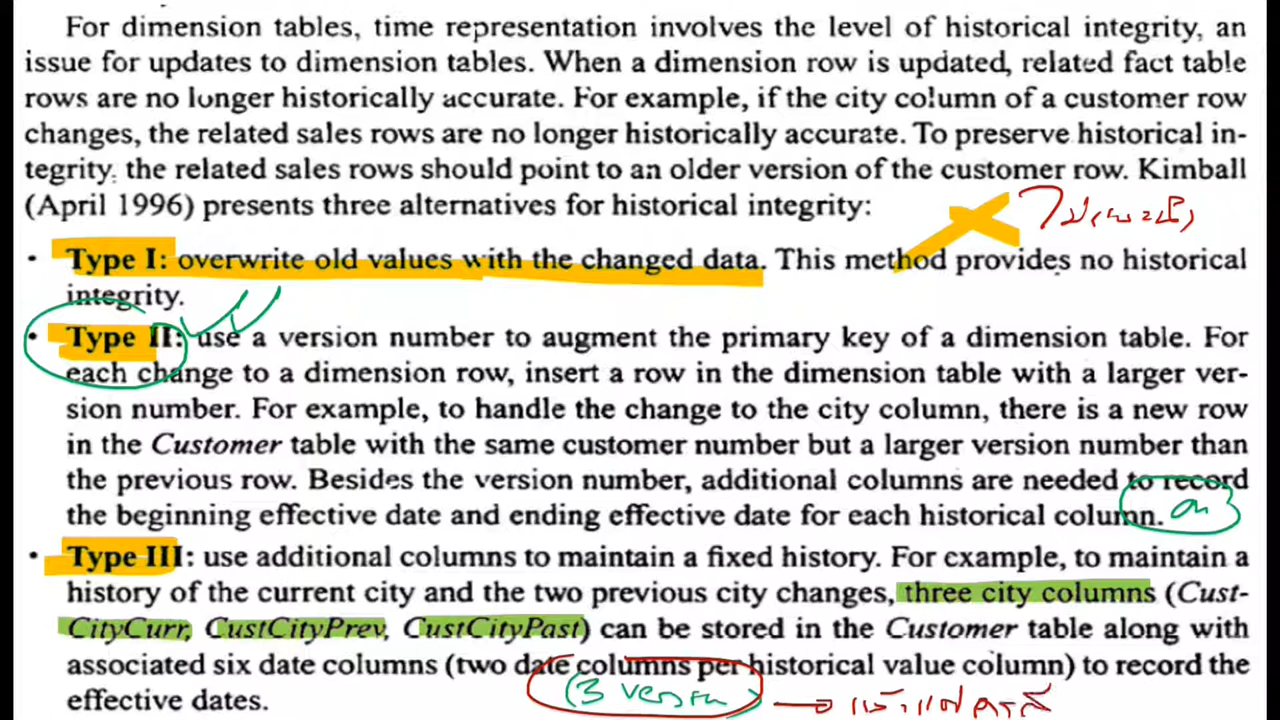 For dimension tables, time representation involves the level of historical integrity, an
issue for updates to dimension tables. When a dimension row is updated, related fact table
rows are no longer historically accurate. For example, if the city column of a customer row
changes, the related sales rows are no longer historically accurate. To preserve historical in-
tegrity, the related sales rows should point to an older version of the customer row. Kimball
(April 1996) presents three alternatives for historical integrity:
• Type I: overwrite old values with the changed data. This method provides no historical
integrity.
• Type II: use a version number to augment the primary key of a dimension table. For
each change to a dimension row, insert a row in the dimension table with a larger ver-
sion number. For example, to handle the change to the city column, there is a new row
in the Customer table with the same customer number but a larger version number than
the previous row. Besides the version number, additional columns are needed to record
the beginning effective date and ending effective date for each historical column.
• Type III: use additional columns to maintain a fixed history. For example, to maintain a
history of the current city and the two previous city changes, three city columns (Cust-
CityCurr, CustCityPrev, CustCityPast) can be stored in the Customer table along with
associated six date columns (two date columns per historical value column) to record the
effective dates.
(3 version)